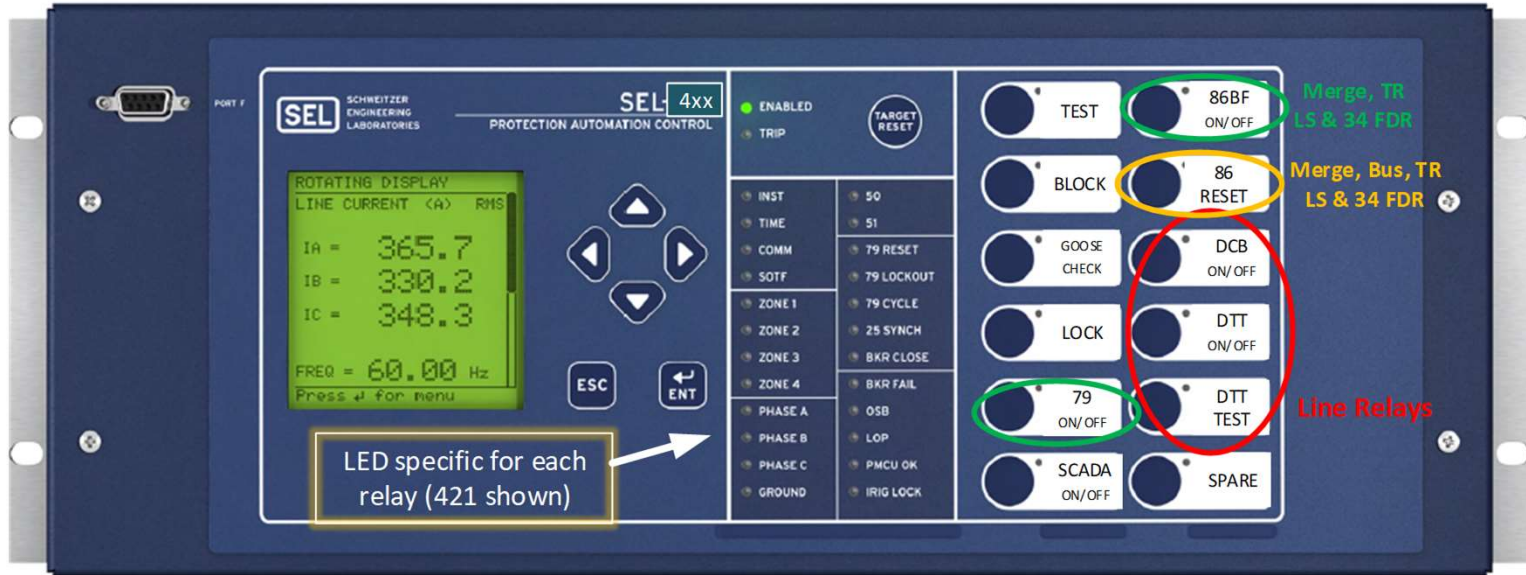 PORT F
SEL
SCHWEITZER
ENGINEERING
LABORATORIES
SEL- 4xx
PROTECTION AUTOMATION CONTROL
ROTATING DISPLAY
LINE CURRENT (A) RMS
IA = 365.7
IB = 330.2
IC = 348.3
FREQ = 60.00 Hz
Press ↵ for menu
ESC
↵
ENT
LED specific for each
relay (421 shown)
ENABLED
TRIP
TARGET
RESET
INST
TIME
COMM
SOTF
ZONE 1
ZONE 2
ZONE 3
ZONE 4
PHASE A
PHASE B
PHASE C
GROUND
50
51
79 RESET
79 LOCKOUT
79 CYCLE
25 SYNCH
BKR CLOSE
BKR FAIL
OSB
LOP
PMCU OK
IRIG LOCK
TEST
BLOCK
GOOSE
CHECK
LOCK
79
ON/OFF
SCADA
ON/OFF
86BF
ON/OFF
86
RESET
DCB
ON/OFF
DTT
ON/OFF
DTT
TEST
SPARE
Merge, TR
LS & 34 FDR
Merge, Bus, TR
LS & 34 FDR
Line Relays